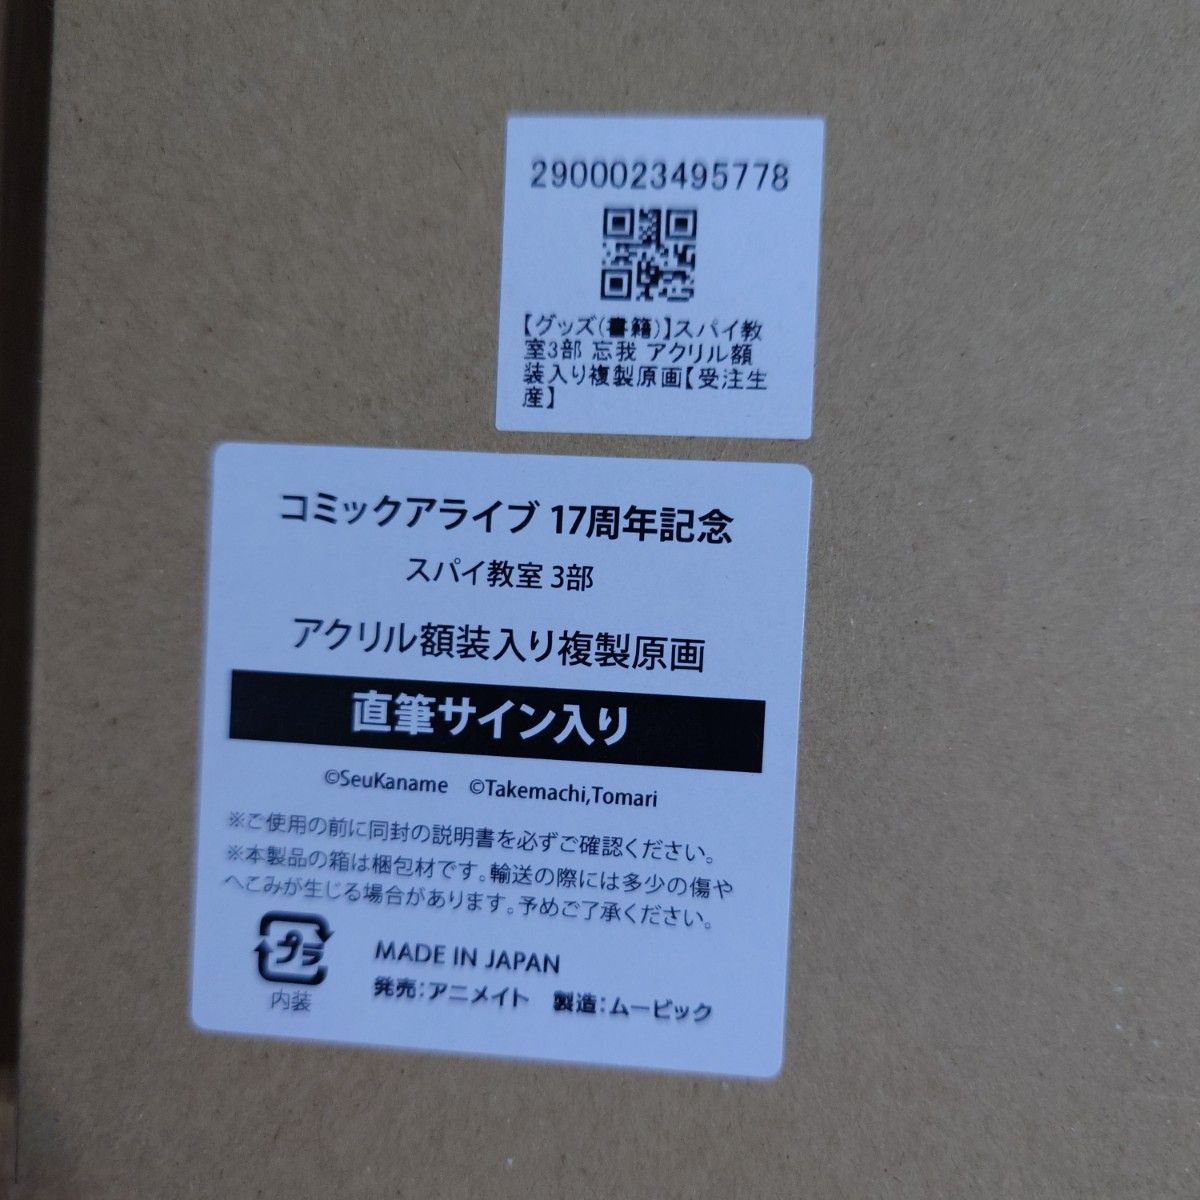 2900023495778
【グッズ(書籍)】スパイ教
室3部 忘我 アクリル額
装入り複製原画【受注生
産】
コミックアライブ 17周年記念
スパイ教室 3部
アクリル額装入り複製原画
直筆サイン入り
©SeuKaname ©Takemachi,Tomari
※ご使用の前に同封の説明書を必ずご確認ください。
※本製品の箱は梱包材です。輸送の際には多少の傷や
へこみが生じる場合があります。予めご了承ください。
プラ
内装
MADE IN JAPAN
発売:アニメイト 製造:ムービック